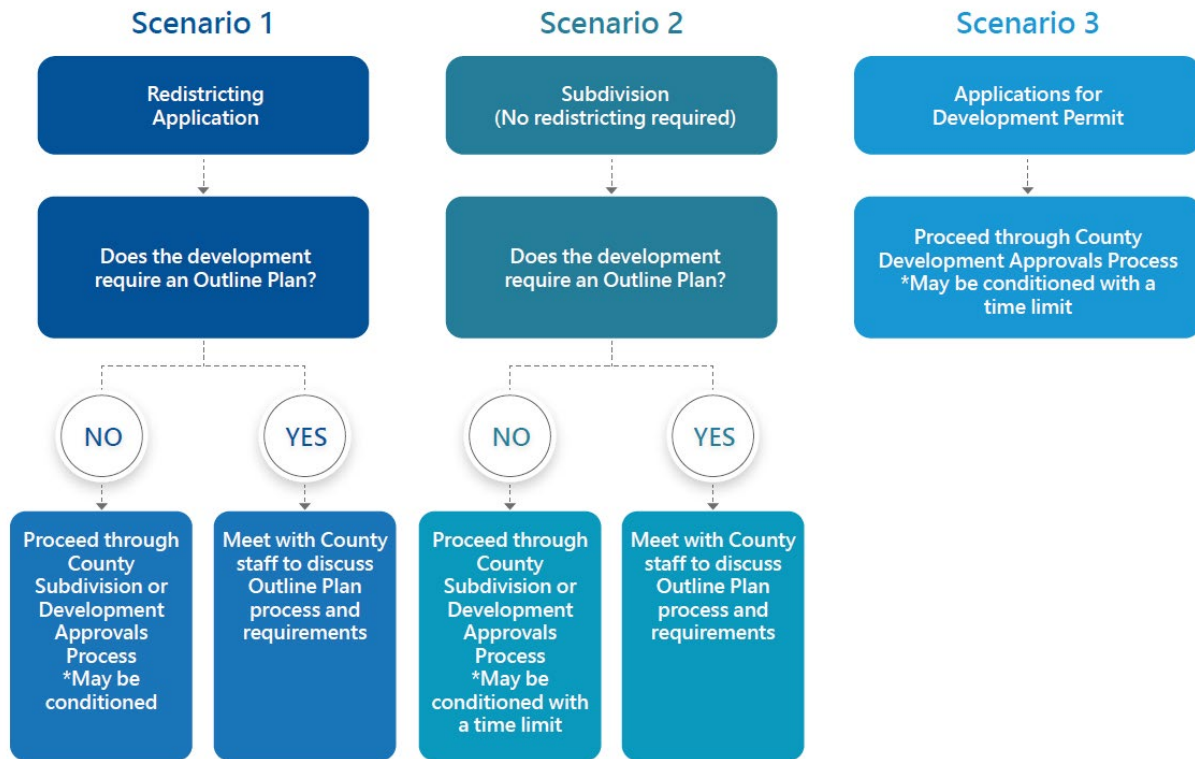 Scenario 1
Redistricting
Application
Does the development
require an Outline Plan?
NO
YES
Proceed through
County
Subdivision or
Development
Approvals
Process
*May be
conditioned
Meet with County
staff to discuss
Outline Plan
process and
requirements
Scenario 2
Subdivision
(No redistricting required)
Does the development
require an Outline Plan?
NO
YES
Proceed through
County
Subdivision or
Development
Approvals
Process
*May be
conditioned with
a time limit
Meet with County
staff to discuss
Outline Plan
process and
requirements
Scenario 3
Applications for
Development Permit
Proceed through County
Development Approvals Process
*May be conditioned with a
time limit